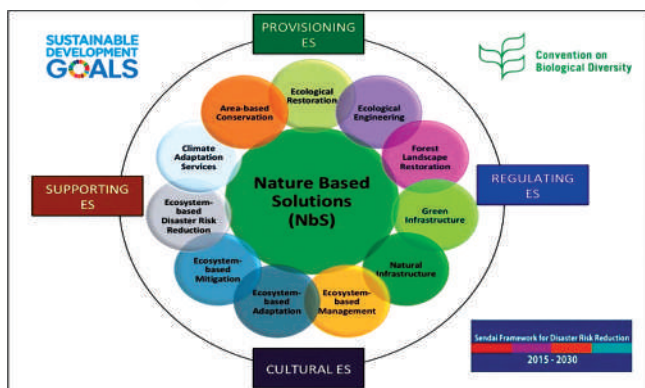 SUSTAINABLE
DEVELOPMENT
GOALS
PROVISIONING
ES
Convention on
Biological Diversity
Ecological
Restoration
Area-based
Conservation
Ecological
Engineering
Climate
Adaptation
Services
Forest
Landscape
Restoration
SUPPORTING
ES
Nature Based
Solutions
(NbS)
REGULATING
ES
Ecosystem-
based Disaster Risk
Reduction
Green
Infrastructure
Ecosystem-
based
Mitigation
Natural
Infrastructure
Ecosystem-
based
Adaptation
Ecosystem-
based
Management
Sendai Framework for Disaster Risk Reduction
2015 - 2030
CULTURAL ES